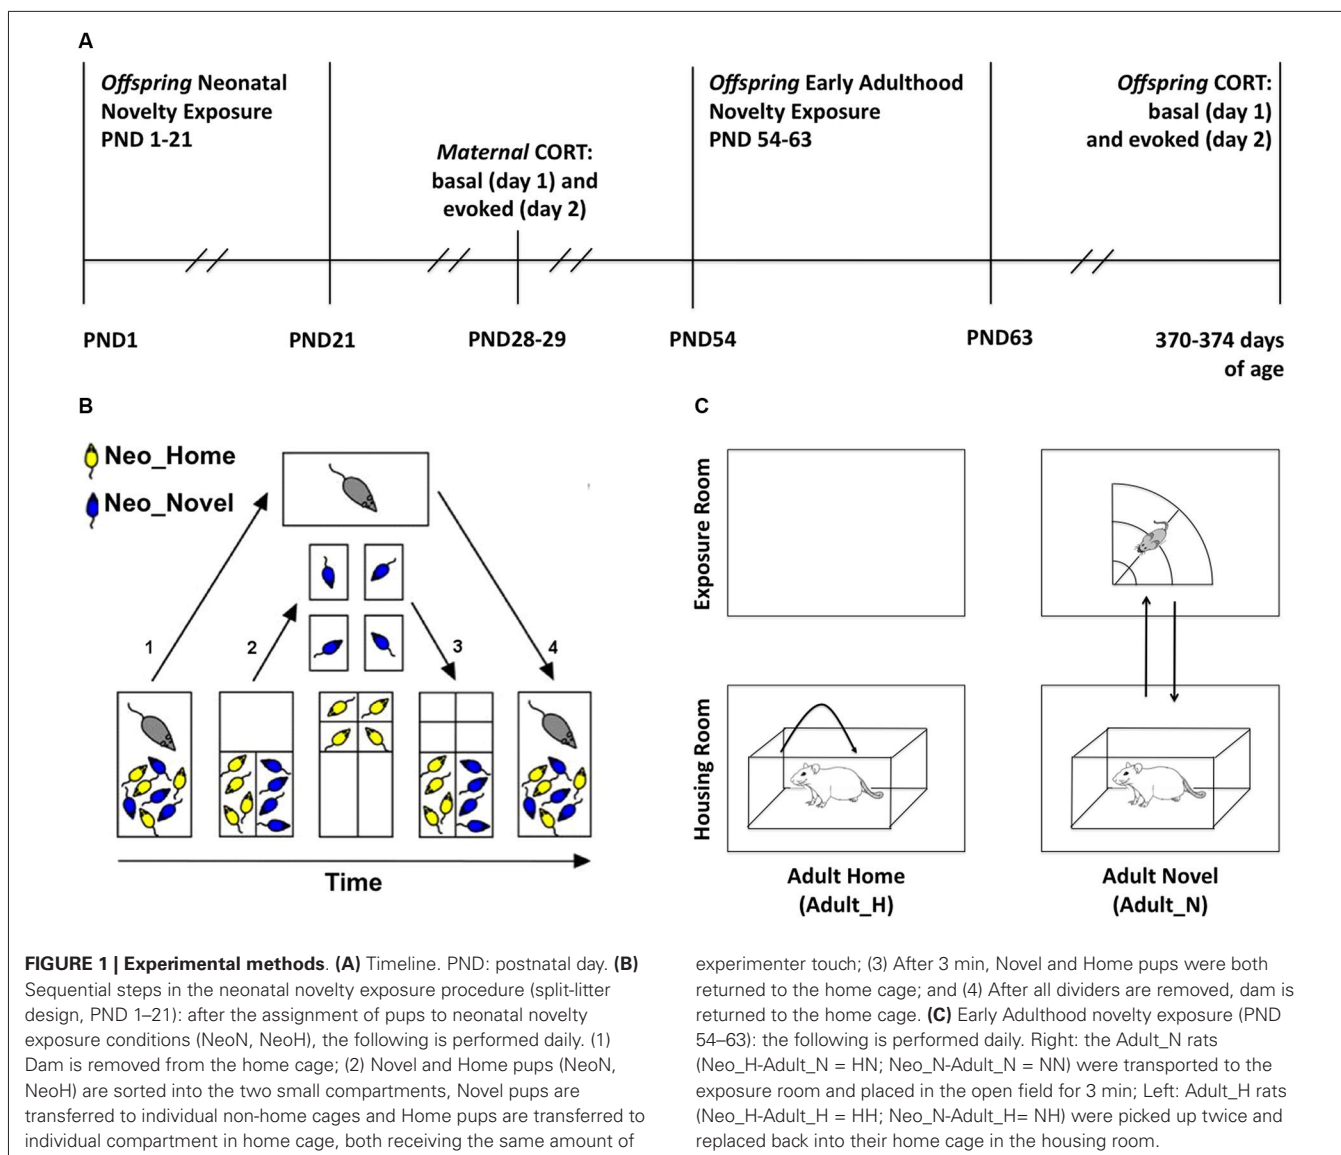 A
Offspring Neonatal
Novelty Exposure
PND 1-21
Maternal CORT:
basal (day 1) and
evoked (day 2)
Offspring Early Adulthood
Novelty Exposure
PND 54-63
Offspring CORT:
basal (day 1)
and evoked (day 2)
PND1
PND21
PND28-29
PND54
PND63
370-374 days
of age
B
Neo_Home
Neo_Novel
1
2
3
4
Time
C
Exposure Room
Housing Room
Adult Home
(Adult_H)
Adult Novel
(Adult_N)
FIGURE 1 | Experimental methods. (A) Timeline. PND: postnatal day. (B)
Sequential steps in the neonatal novelty exposure procedure (split-litter
design, PND 1–21): after the assignment of pups to neonatal novelty
exposure conditions (NeoN, NeoH), the following is performed daily. (1)
Dam is removed from the home cage; (2) Novel and Home pups (NeoN,
NeoH) are sorted into the two small compartments, Novel pups are
transferred to individual non-home cages and Home pups are transferred to
individual compartment in home cage, both receiving the same amount of
experimenter touch; (3) After 3 min, Novel and Home pups were both
returned to the home cage; and (4) After all dividers are removed, dam is
returned to the home cage. (C) Early Adulthood novelty exposure (PND
54–63): the following is performed daily. Right: the Adult_N rats
(Neo_H-Adult_N = HN; Neo_N-Adult_N = NN) were transported to the
exposure room and placed in the open field for 3 min; Left: Adult_H rats
(Neo_H-Adult_H = HH; Neo_N-Adult_H= NH) were picked up twice and
replaced back into their home cage in the housing room.